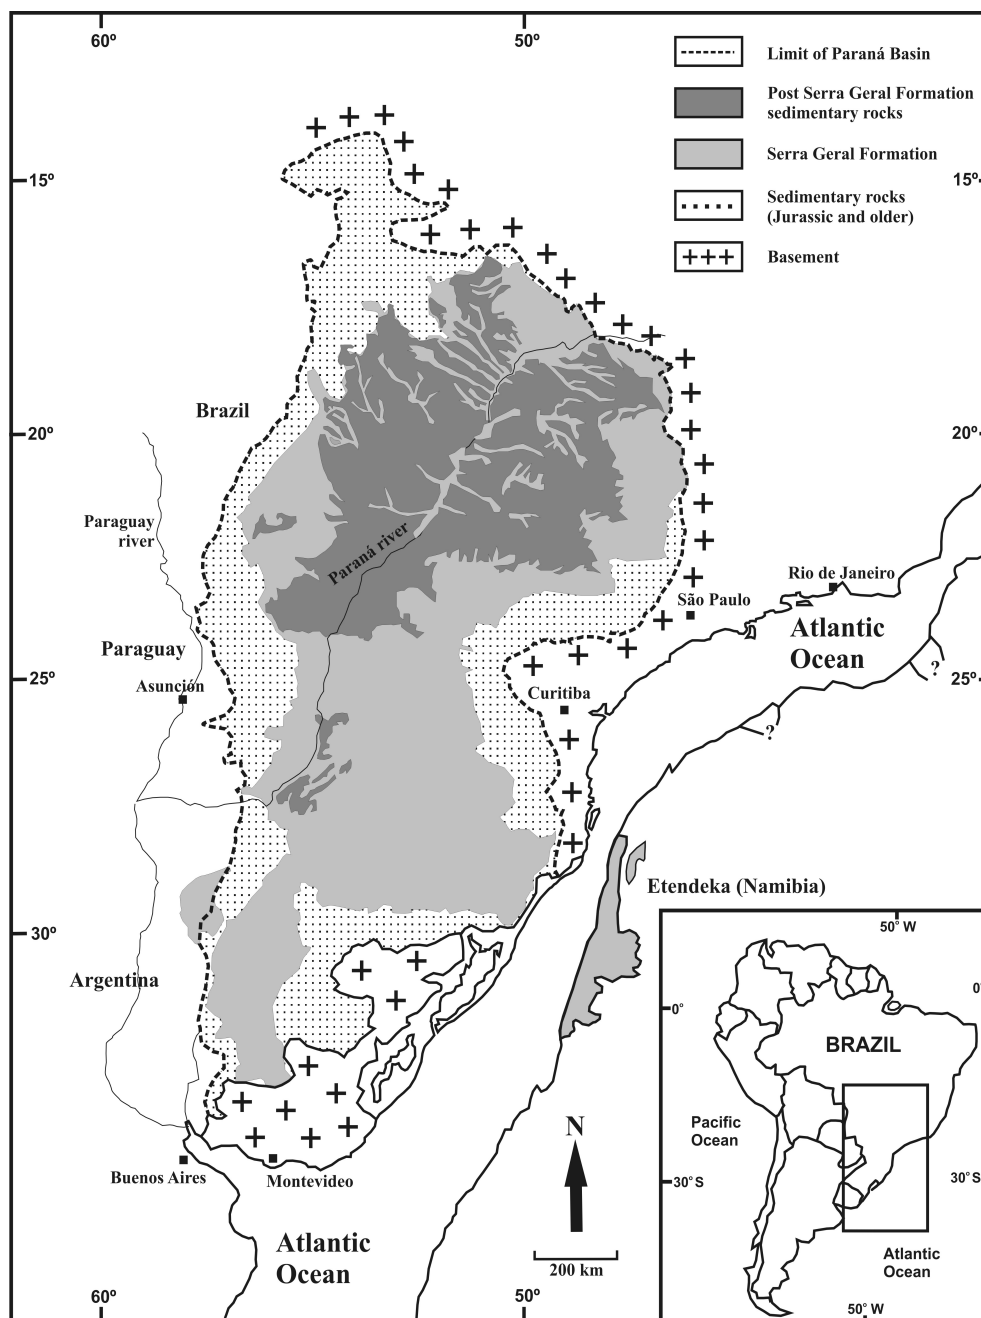 60º
50º
Limit of Paraná Basin
Post Serra Geral Formation
sedimentary rocks
Serra Geral Formation
15º
15º
Sedimentary rocks
(Jurassic and older)
Basement
Brazil
20º
20º
Paraguay
river
Paraná river
Rio de Janeiro
São Paulo
Atlantic
Ocean
Paraguay
Asunción
25º
25º
?
Curitiba
?
Etendeka (Namibia)
30º
Argentina
50° W
0°
0°
BRAZIL
Pacific
Ocean
30° S
30° S
Atlantic
Ocean
50° W
N
200 km
Buenos Aires
Montevideo
Atlantic
Ocean
60º
50º